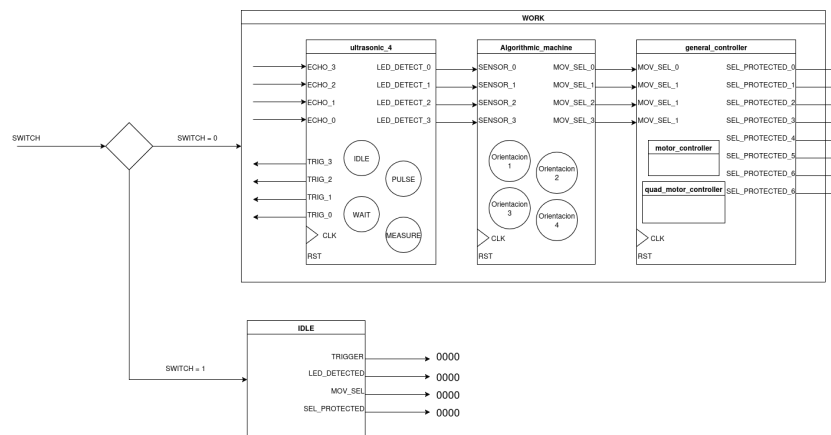 WORK
ultrasonic_4
Algorithmic_machine
general_controller
ECHO_3 LED_DETECT_0
SENSOR_0 MOV_SEL_0
MOV_SEL_0 SEL_PROTECTED_0
ECHO_2 LED_DETECT_1
SENSOR_1 MOV_SEL_1
MOV_SEL_1 SEL_PROTECTED_1
ECHO_1 LED_DETECT_2
SENSOR_2 MOV_SEL_2
MOV_SEL_1 SEL_PROTECTED_2
ECHO_0 LED_DETECT_3
SENSOR_3 MOV_SEL_3
MOV_SEL_1 SEL_PROTECTED_3
SWITCH
SWITCH = 0
SEL_PROTECTED_4
motor_controller
SEL_PROTECTED_5
SEL_PROTECTED_6
quad_motor_controller
SEL_PROTECTED_6
TRIG_3
TRIG_2
TRIG_1
TRIG_0
IDLE
PULSE
WAIT
MEASURE
CLK
RST
Orientacion
1
Orientacion
2
Orientacion
3
Orientacion
4
CLK
RST
CLK
RST
SWITCH = 1
IDLE
TRIGGER 0000
LED_DETECTED 0000
MOV_SEL 0000
SEL_PROTECTED 0000